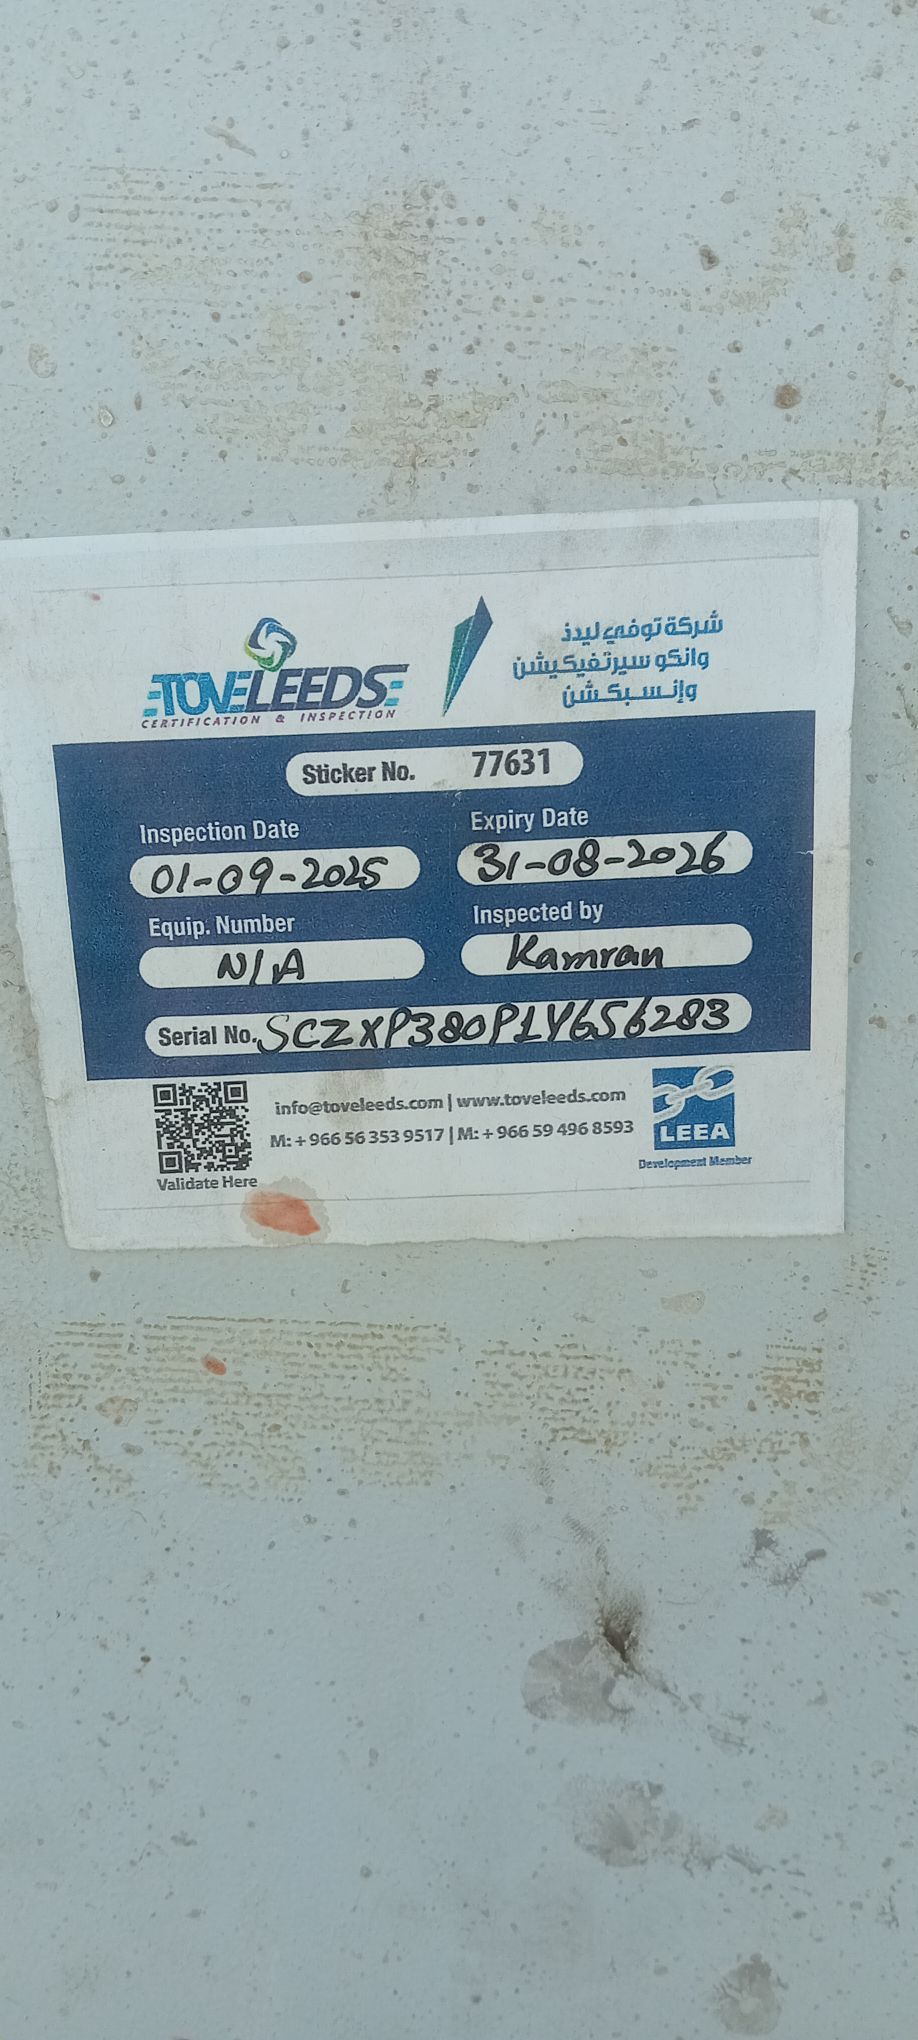 TOVELEEDS
CERTIFICATION & INSPECTION
شركة توفي ليدز
وانكو سيرتفيكيشن
وإنسبكشن
Sticker No. 77631
Inspection Date
01-09-2025
Expiry Date
31-08-2026
Equip. Number
N/A
Inspected by
Kamran
Serial No. SCZXP380P1Y656283
info@toveleeds.com | www.toveleeds.com
M: + 966 56 353 9517 | M: + 966 59 496 8593
Validate Here
LEEA
Development Member